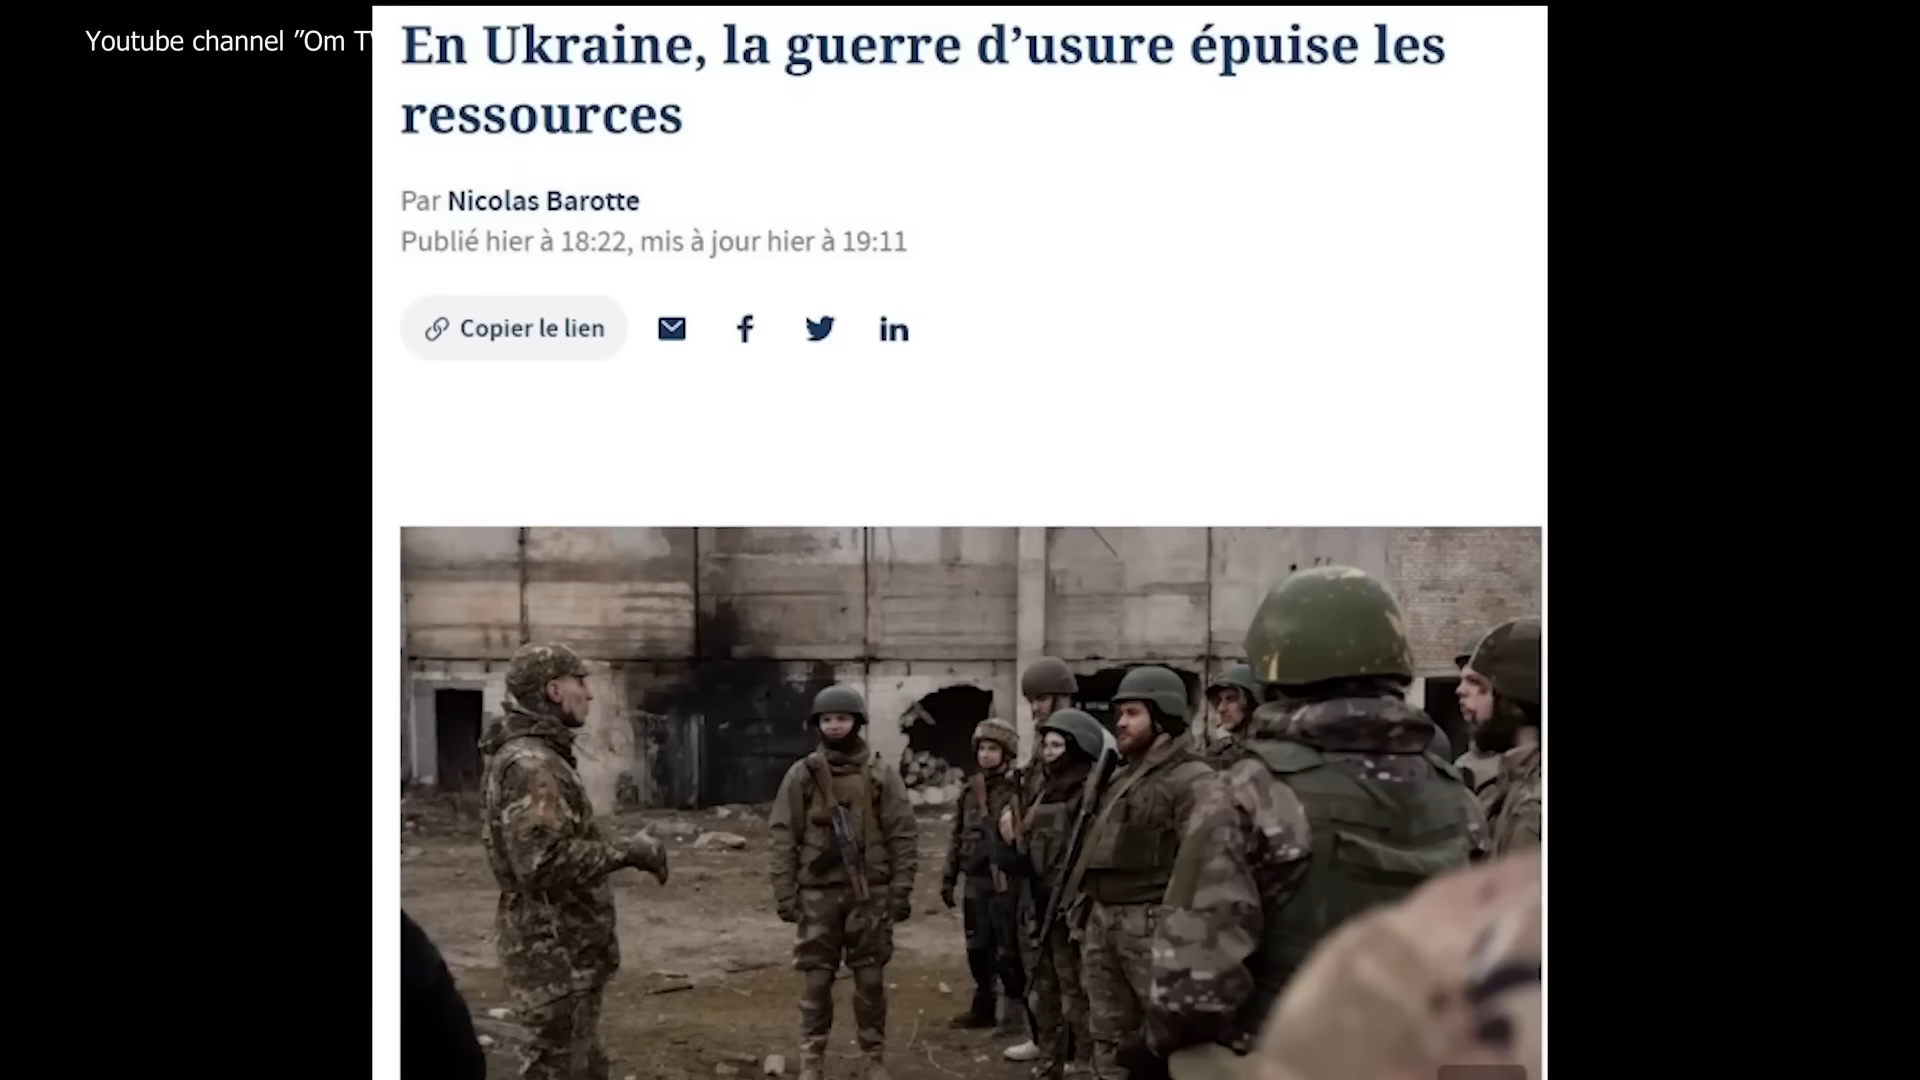 Youtube channel ”Om T
En Ukraine, la guerre d’usure épuise les
ressources
Par Nicolas Barotte
Publié hier à 18:22, mis à jour hier à 19:11
Copier le lien